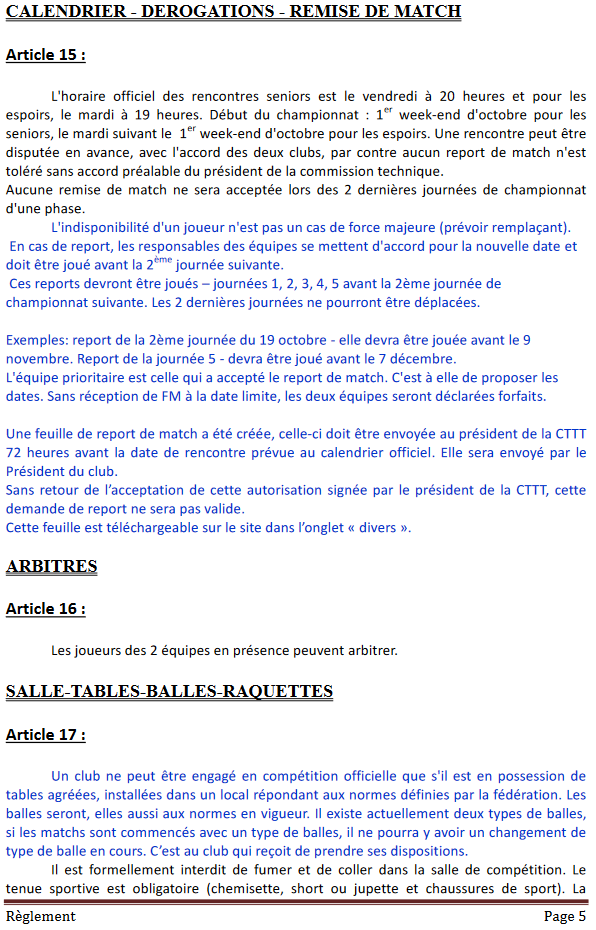 CALENDRIER - DEROGATIONS - REMISE DE MATCH
Article 15 :
L'horaire officiel des rencontres seniors est le vendredi à 20 heures et pour les
espoirs, le mardi à 19 heures. Début du championnat : 1er week-end d'octobre pour les
seniors, le mardi suivant le 1er week-end d'octobre pour les espoirs. Une rencontre peut être
disputée en avance, avec l'accord des deux clubs, par contre aucun report de match n'est
toléré sans accord préalable du président de la commission technique.
Aucune remise de match ne sera acceptée lors des 2 dernières journées de championnat
d'une phase.
L'indisponibilité d'un joueur n'est pas un cas de force majeure (prévoir remplaçant).
En cas de report, les responsables des équipes se mettent d'accord pour la nouvelle date et
doit être joué avant la 2ème journée suivante.
Ces reports devront être joués – journées 1, 2, 3, 4, 5 avant la 2ème journée de
championnat suivante. Les 2 dernières journées ne pourront être déplacées.
Exemples: report de la 2ème journée du 19 octobre - elle devra être jouée avant le 9
novembre. Report de la journée 5 - devra être joué avant le 7 décembre.
L'équipe prioritaire est celle qui a accepté le report de match. C'est à elle de proposer les
dates. Sans réception de FM à la date limite, les deux équipes seront déclarées forfaits.
Une feuille de report de match a été créée, celle-ci doit être envoyée au président de la CTTT
72 heures avant la date de rencontre prévue au calendrier officiel. Elle sera envoyé par le
Président du club.
Sans retour de l’acceptation de cette autorisation signée par le président de la CTTT, cette
demande de report ne sera pas valide.
Cette feuille est téléchargeable sur le site dans l’onglet « divers ».
ARBITRES
Article 16 :
Les joueurs des 2 équipes en présence peuvent arbitrer.
SALLE-TABLES-BALLES-RAQUETTES
Article 17 :
Un club ne peut être engagé en compétition officielle que s'il est en possession de
tables agréées, installées dans un local répondant aux normes définies par la fédération. Les
balles seront, elles aussi aux normes en vigueur. Il existe actuellement deux types de balles,
si les matchs sont commencés avec un type de balles, il ne pourra y avoir un changement de
type de balle en cours. C’est au club qui reçoit de prendre ses dispositions.
Il est formellement interdit de fumer et de coller dans la salle de compétition. Le
tenue sportive est obligatoire (chemisette, short ou jupette et chaussures de sport). La
Règlement Page 5